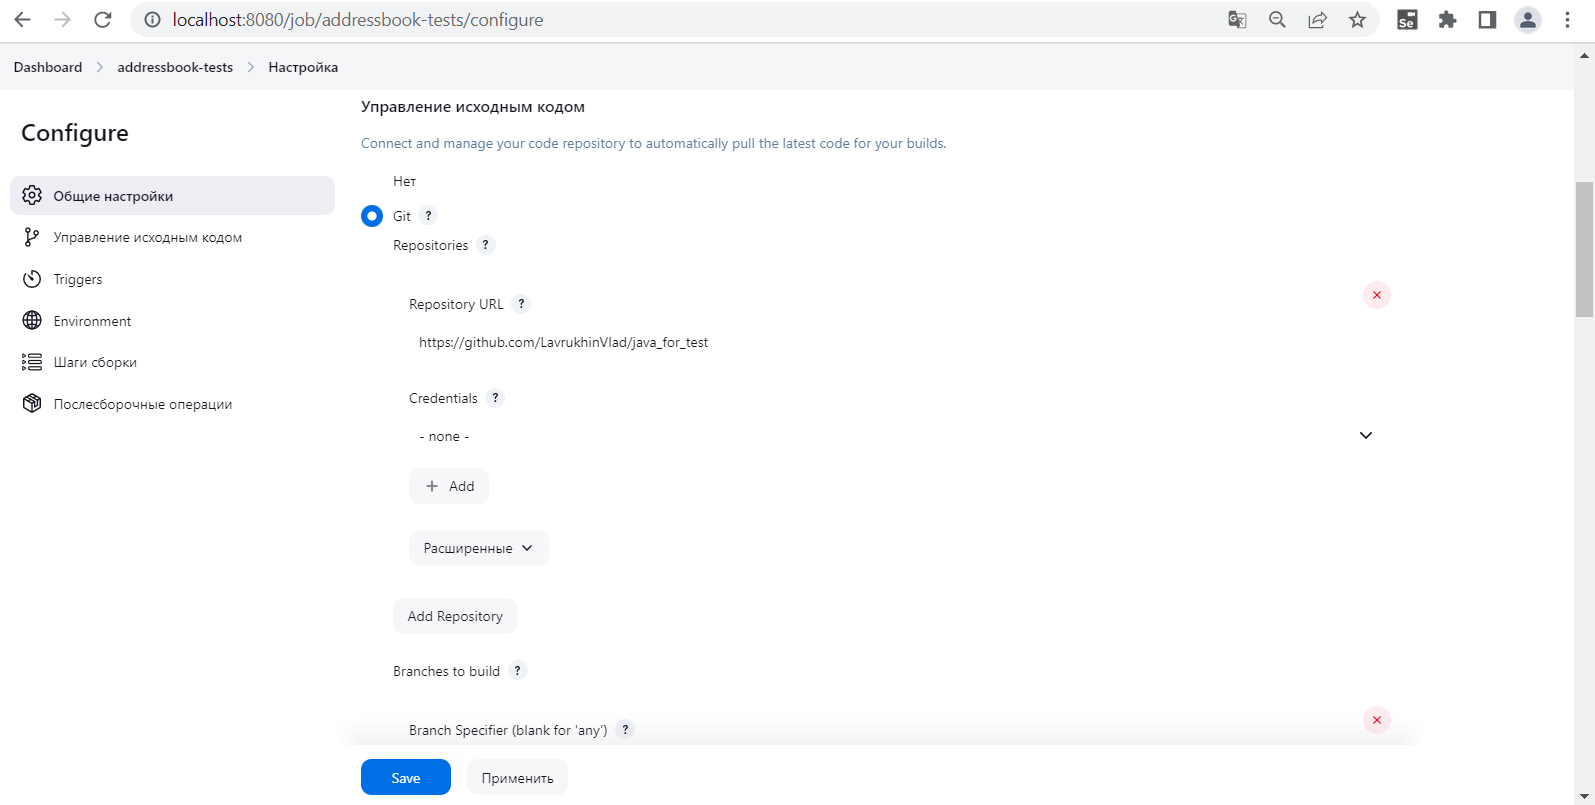 localhost:8080/job/addressbook-tests/configure
Se
Dashboard > addressbook-tests > Настройка
Configure
Общие настройки
Управление исходным кодом
Triggers
Environment
Шаги сборки
Послесборочные операции
Управление исходным кодом
Connect and manage your code repository to automatically pull the latest code for your builds.
Нет
Git ?
Repositories ?
Repository URL ?
https://github.com/LavrukhinVlad/java_for_test
Credentials ?
- none -
+ Add
Расширенные
Add Repository
Branches to build ?
Branch Specifier (blank for 'any') ?
Save Применить